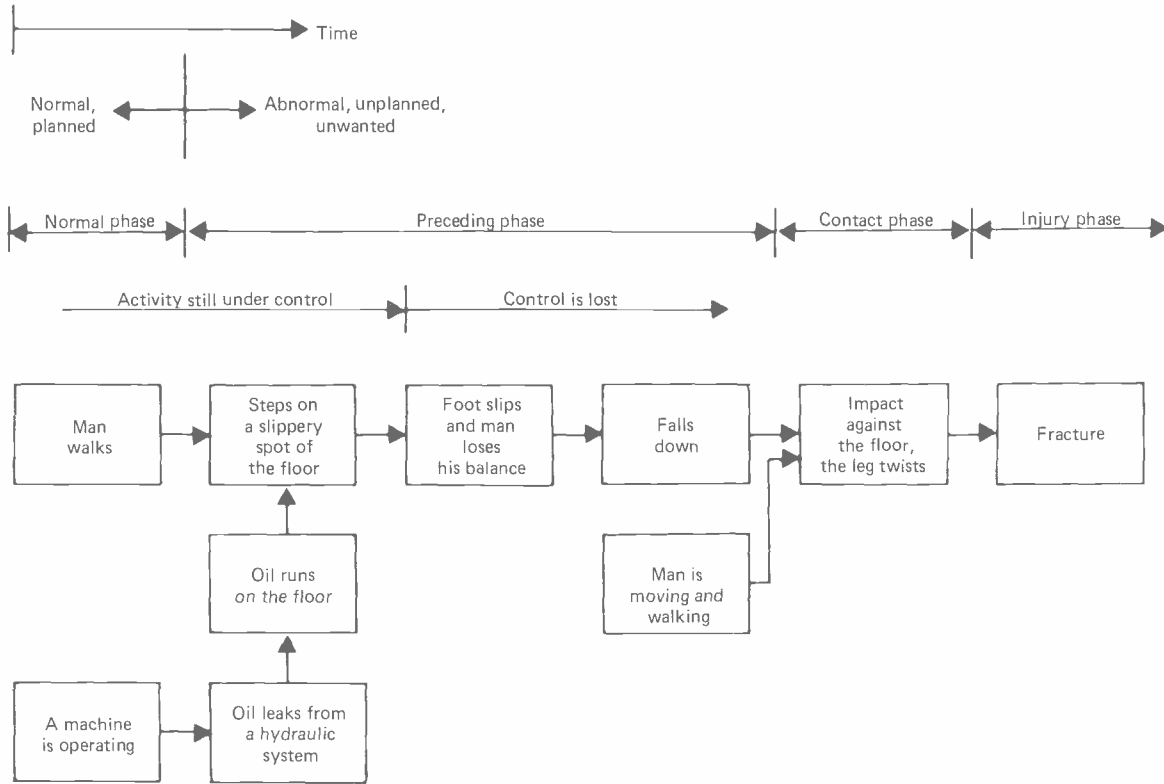 Time
Normal,
planned
Abnormal, unplanned,
unwanted
Normal phase
Preceding phase
Contact phase
Injury phase
Activity still under control
Control is lost
Man
walks
Steps on
a slippery
spot of
the floor
Foot slips
and man
loses
his balance
Falls
down
Impact
against
the floor,
the leg twists
Fracture
Oil runs
on the floor
Man is
moving and
walking
A machine
is operating
Oil leaks from
a hydraulic
system